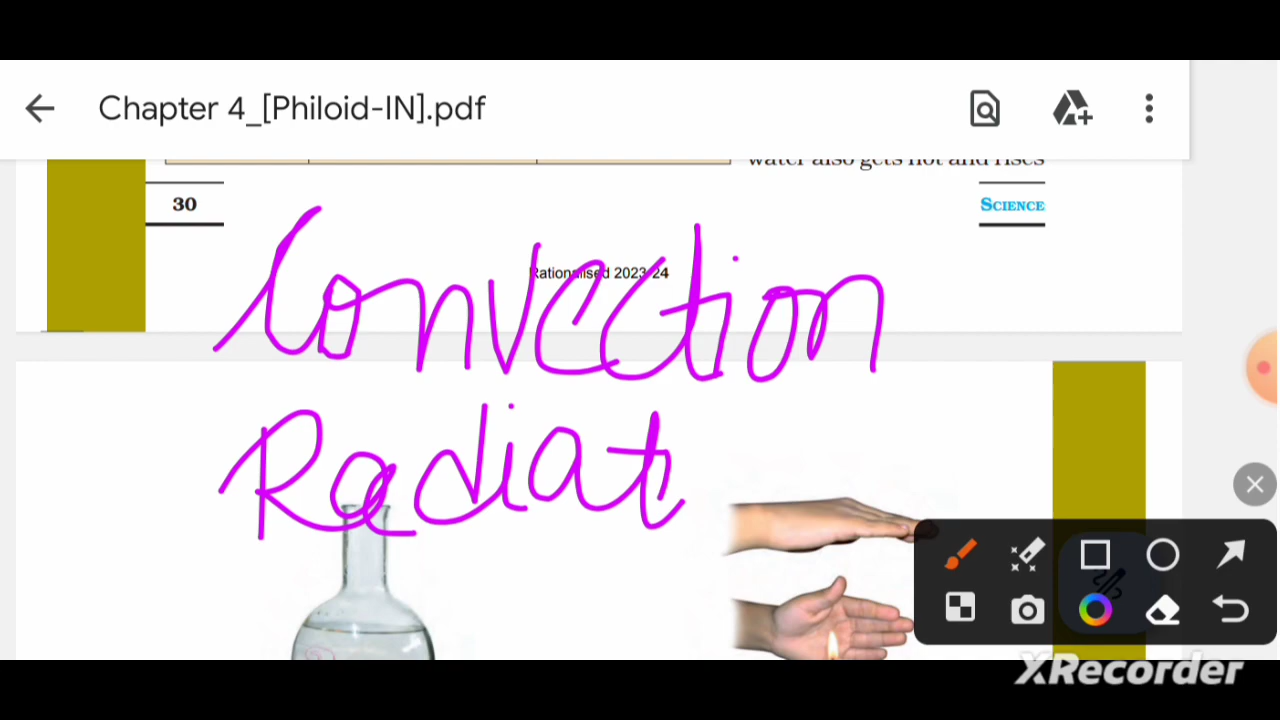 Chapter 4_[Philoid-IN].pdf
water also gets hot and rises
30
SCIENCE
Rationalised 2023-24
Convection
Radiat
XRecorder